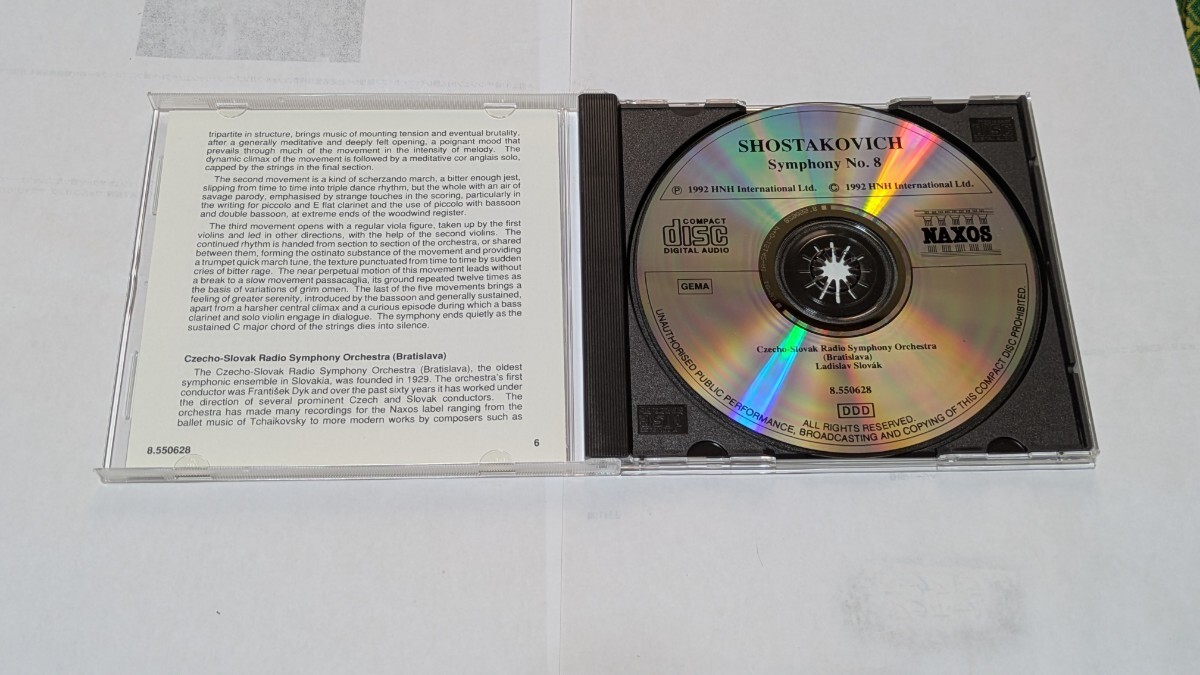 tripartite in structure, brings music of mounting tension and eventual brutality,
after a generally meditative and deeply felt opening, a poignant mood that
prevails through much of the movement in the intensity of melody. The
dynamic climax of the movement is followed by a meditative cor anglais solo,
capped by the strings in the final section.
The second movement is a kind of scherzando march, a bitter enough jest,
slipping from time to time into triple dance rhythm, but the whole with an air of
savage parody, emphasised by strange touches in the scoring, particularly in
the writing for piccolo and E flat clarinet and the use of piccolo with bassoon
and double bassoon, at extreme ends of the woodwind register.
The third movement opens with a regular viola figure, taken up by the first
violins and led in other directions, with the help of the second violins. The
continued rhythm is handed from section to section of the orchestra, or shared
between them, forming the ostinato substance of the movement and providing
a trumpet quick march tune, the texture punctuated from time to time by sudden
cries of bitter rage. The near perpetual motion of this movement leads without
a break to a slow movement passacaglia, its ground repeated twelve times as
the basis of variations of grim omen. The last of the five movements brings a
feeling of greater serenity, introduced by the bassoon and generally sustained,
apart from a harsher central climax and a curious episode during which a bass
clarinet and solo violin engage in dialogue. The symphony ends quietly as the
sustained C major chord of the strings dies into silence.
Czecho-Slovak Radio Symphony Orchestra (Bratislava)
The Czecho-Slovak Radio Symphony Orchestra (Bratislava), the oldest
symphonic ensemble in Slovakia, was founded in 1929. The orchestra's first
conductor was František Dyk and over the past sixty years it has worked under
the direction of several prominent Czech and Slovak conductors. The
orchestra has made many recordings for the Naxos label ranging from the
ballet music of Tchaikovsky to more modern works by composers such as
8.550628
6
SHOSTAKOVICH
Symphony No. 8
℗ 1992 HNH International Ltd. © 1992 HNH International Ltd.
COMPACT
disc
DIGITAL AUDIO
NAXOS
GEMA
Czecho-Slovak Radio Symphony Orchestra
(Bratislava)
Ladislav Slovák
8.550628
DDD
ALL RIGHTS RESERVED.
UNAUTHORISED PUBLIC PERFORMANCE, BROADCASTING AND COPYING OF THIS COMPACT DISC PROHIBITED.